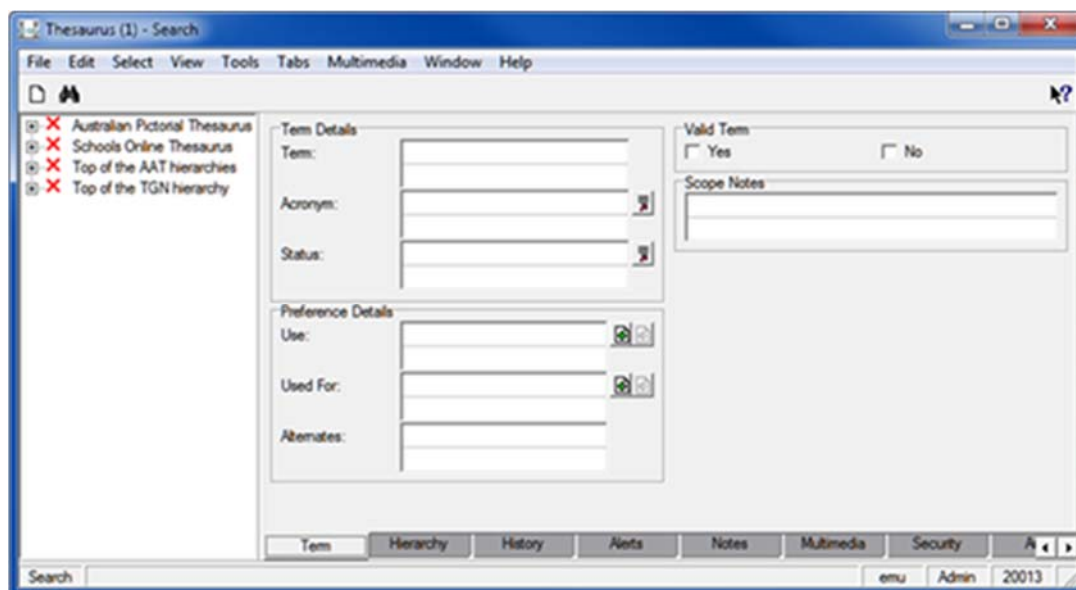 Thesaurus (1) - Search
File Edit Select View Tools Tabs Multimedia Window Help
Australian Pictorial Thesaurus
Schools Online Thesaurus
Top of the AAT hierarchies
Top of the TGN hierarchy
Term Details
Term:
Acronym:
Status:
Preference Details
Use:
Used For:
Alternates:
Valid Term
Yes No
Scope Notes
Term Hierarchy History Alerts Notes Multimedia Security
Search emu Admin 20013